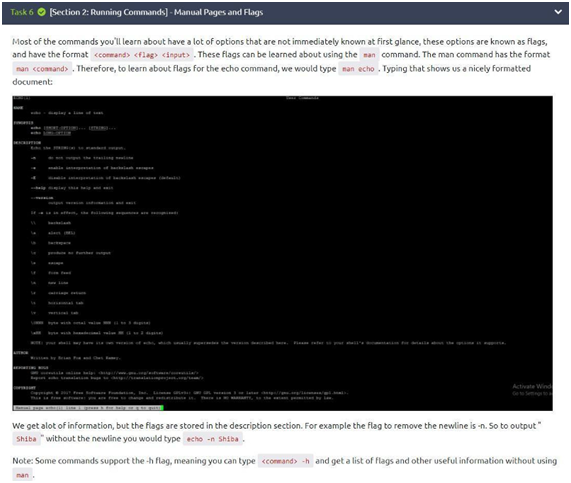 Task 6 [Section 2: Running Commands] - Manual Pages and Flags
Most of the commands you'll learn about have a lot of options that are not immediately known at first glance, these options are known as flags,
and have the format <command> <flag> <input> . These flags can be learned about using the man command. The man command has the format
man <command> . Therefore, to learn about flags for the echo command, we would type man echo . Typing that shows us a nicely formatted
document:
User Commands
NAME
echo - display a line of text
SYNOPSIS
echo [SHORT-OPTION]... [STRING]...
echo LONG-OPTION
DESCRIPTION
Echo the STRING(s) to standard output.
-n do not output the trailing newline
-e enable interpretation of backslash escapes
-E disable interpretation of backslash escapes (default)
--help display this help and exit
--version
output version information and exit
If -e is in effect, the following sequences are recognized:
\\ backslash
\a alert (BEL)
\b backspace
\c produce no further output
\e escape
\f form feed
\n new line
\r carriage return
\t horizontal tab
\v vertical tab
\0NNN byte with octal value NNN (1 to 3 digits)
\xHH byte with hexadecimal value HH (1 to 2 digits)
NOTE: your shell may have its own version of echo, which usually supersedes the version described here. Please refer to your shell's documentation for details about the options it supports.
AUTHOR
Written by Brian Fox and Chet Ramey.
REPORTING BUGS
GNU coreutils online help: <http://www.gnu.org/software/coreutils/>
Report echo translation bugs to <http://translationproject.org/team/>
COPYRIGHT
Copyright © 2017 Free Software Foundation, Inc. License GPLv3+: GNU GPL version 3 or later <http://gnu.org/licenses/gpl.html>.
This is free software: you are free to change and redistribute it. There is NO WARRANTY, to the extent permitted by law.
Activate Windo
Go to Settings to a
Manual page echo(1) line 1 (press h for help or q to quit)
We get alot of information, but the flags are stored in the description section. For example the flag to remove the newline is -n. So to output "
Shiba " without the newline you would type echo -n Shiba .
Note: Some commands support the -h flag, meaning you can type <command> -h and get a list of flags and other useful information without using
man .